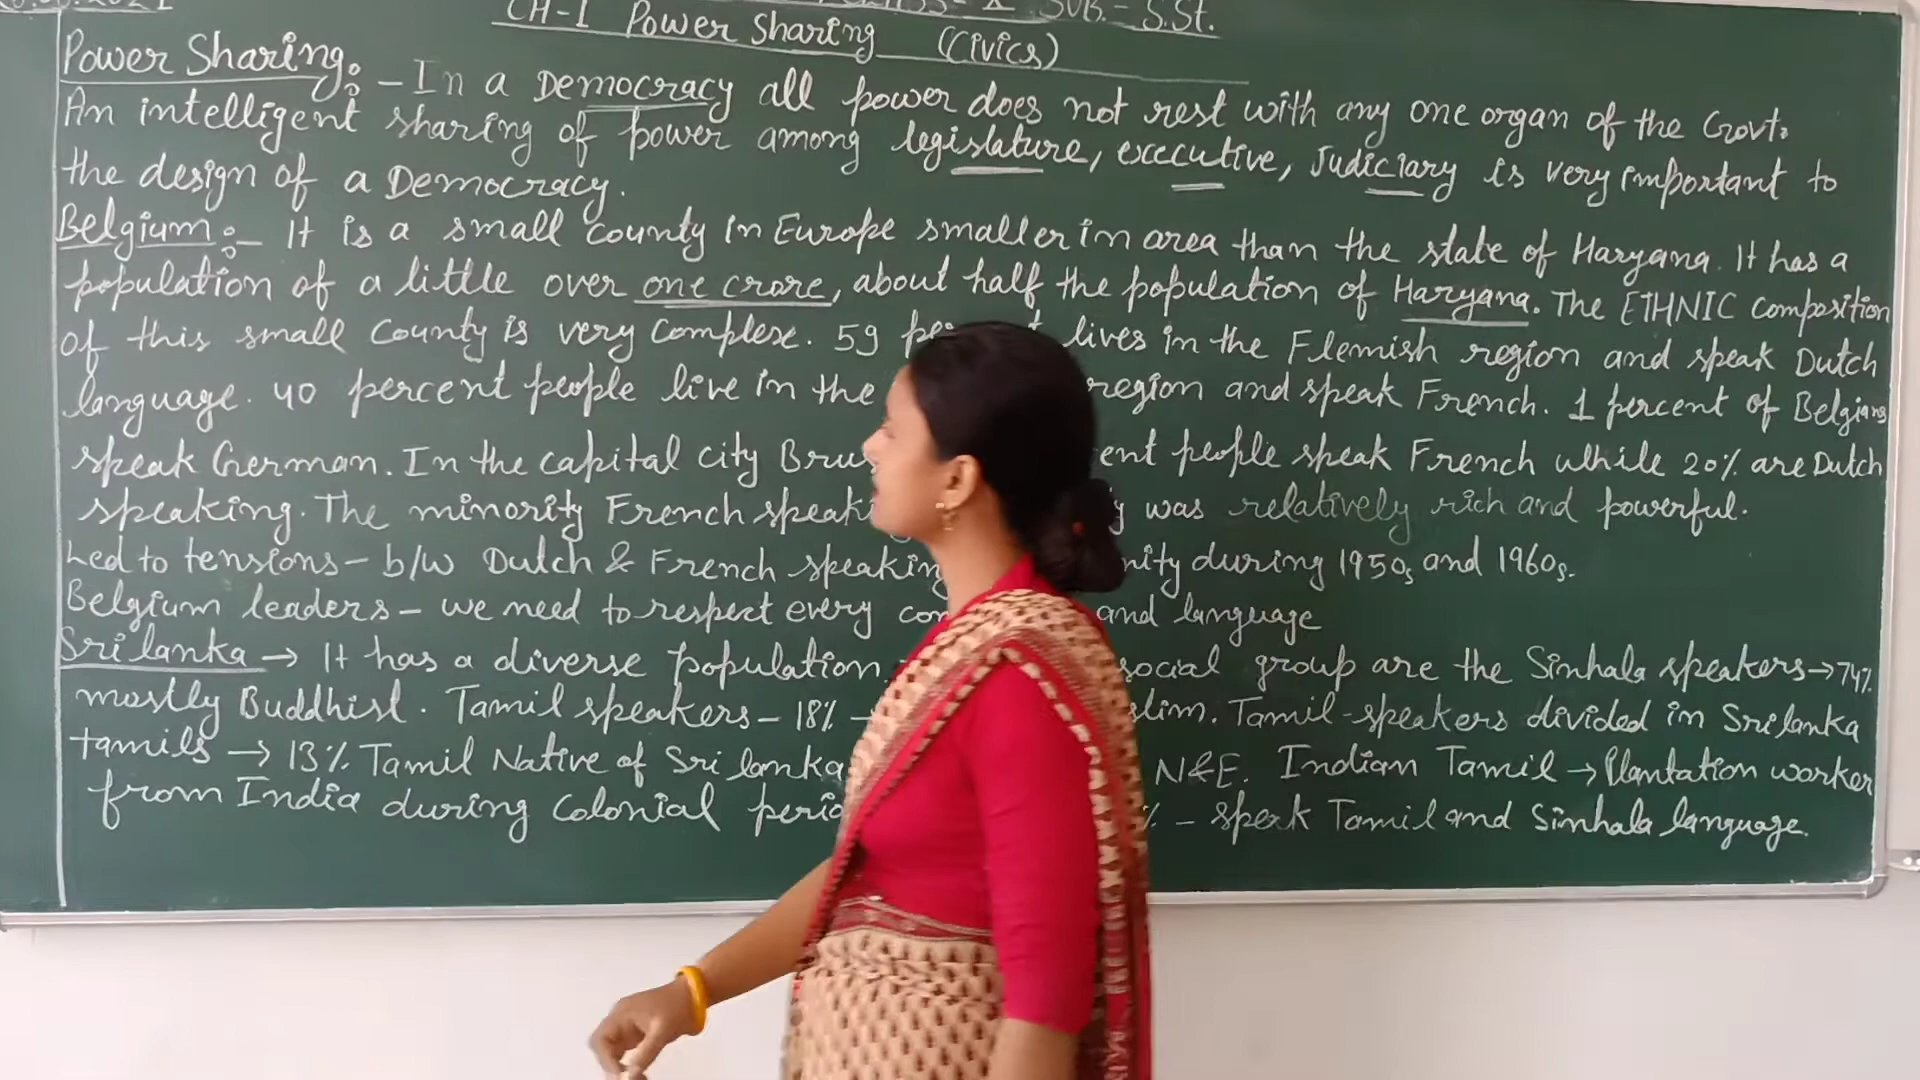 CH-1 Power Sharing (Civics) X SUB. - S.St.
Power Sharing:- In a Democracy all power does not rest with any one organ of the Govt.
An intelligent sharing of power among legislature, executive, Judiciary is very important to
the design of a Democracy.
Belgium:- It is a small county in Europe smaller in area than the state of Haryana. It has a
population of a little over one crore, about half the population of Haryana. The ETHNIC composition
of this small County is very Complex. 59 lives in the Flemish region and speak Dutch
language. 40 percent people live in the region and speak French. 1 percent of Belgians
speak German. In the capital city people speak French while 20% are Dutch
speaking. The minority French was relatively rich and powerful.
Led to tensions - b/w Dutch & French speaking during 1950s and 1960s.
Belgium leaders - we need to respect every and language
Sri lanka → It has a diverse population. social group are the Sinhala speakers → 74%
mostly Buddhist. Tamil speakers - 18% - Tamil-speakers divided in Srilanka
tamils → 13% Tamil Native of Sri lanka N&E. Indian Tamil → Plantation worker
from India during Colonial % - speak Tamil and Sinhala language.